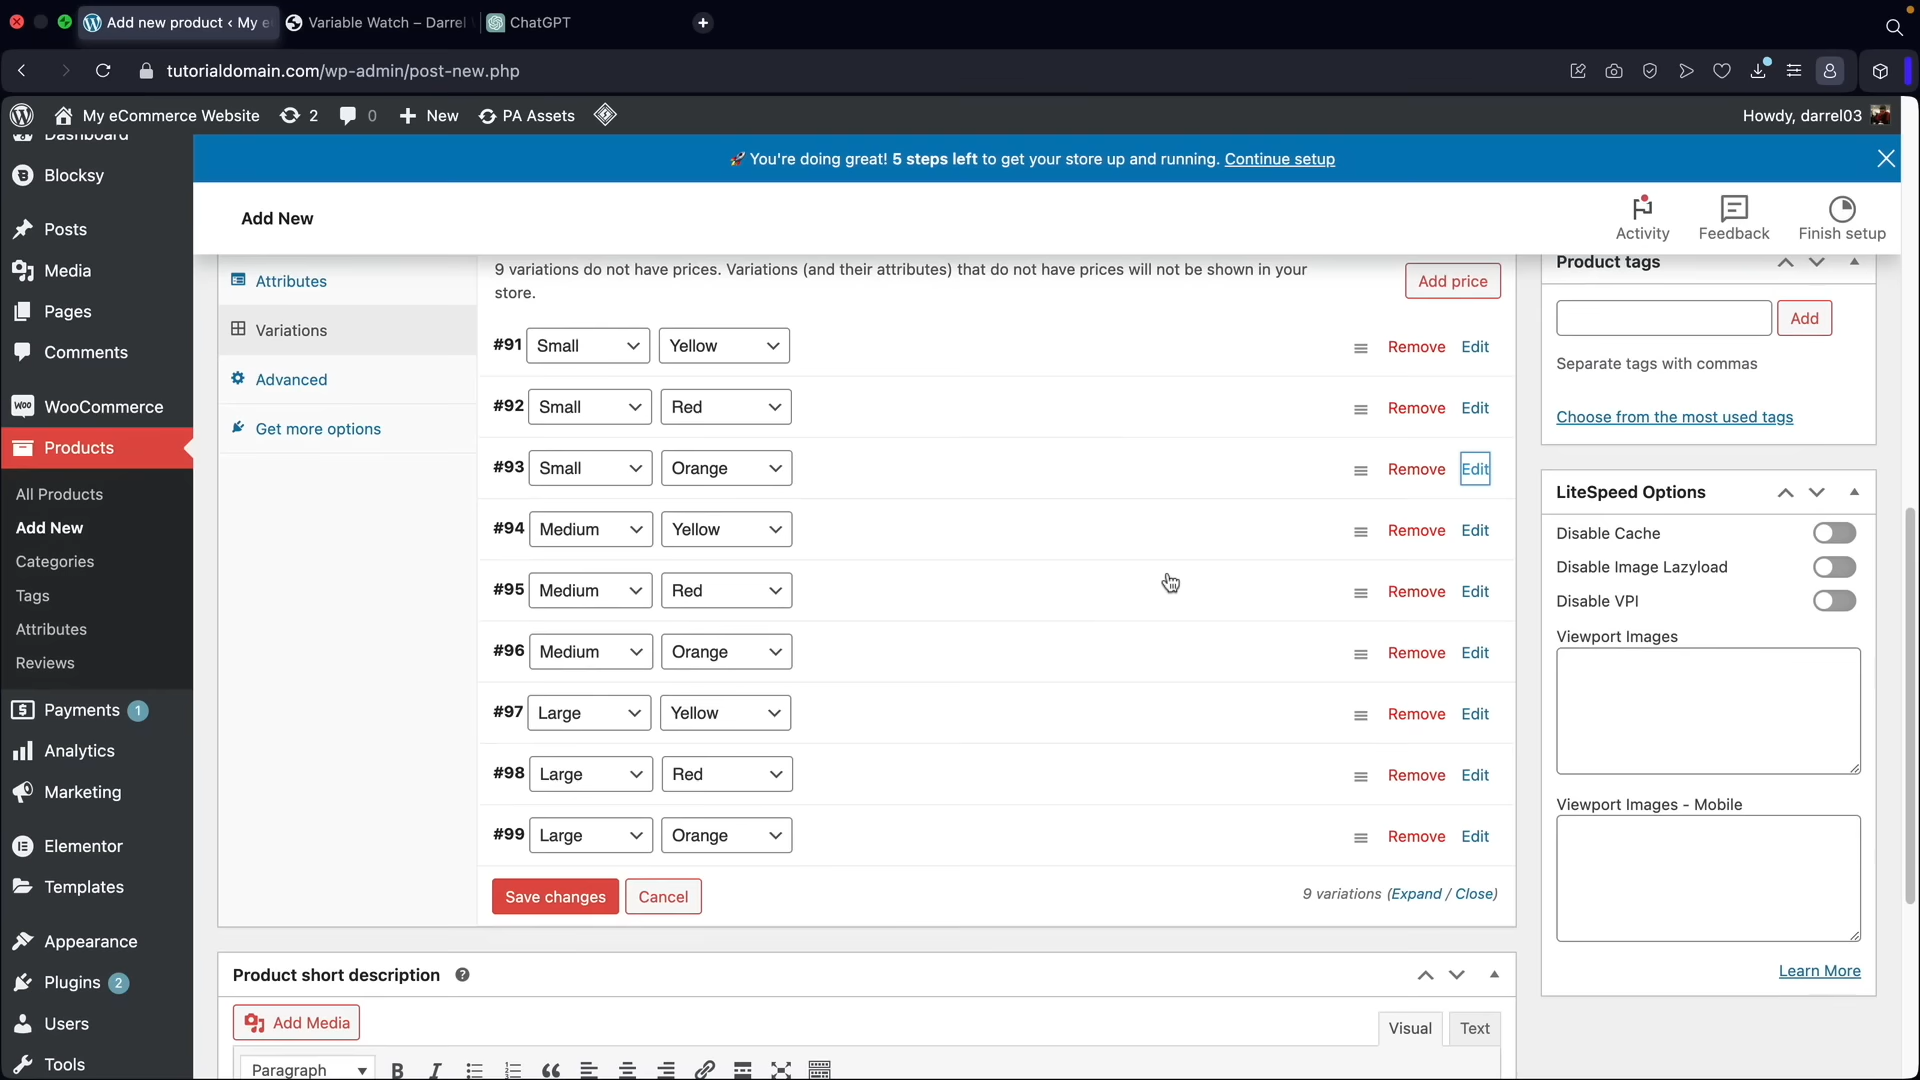 Add new product ‹ My e
Variable Watch – Darrel
ChatGPT
tutorialdomain.com/wp-admin/post-new.php
My eCommerce Website
2
0
New
PA Assets
Howdy, darrel03
Dashboard
Blocksy
Posts
Media
Pages
Comments
WooCommerce
Products
All Products
Add New
Categories
Tags
Attributes
Reviews
Payments 1
Analytics
Marketing
Elementor
Templates
Appearance
Plugins 2
Users
Tools
🚀 You're doing great! 5 steps left to get your store up and running. Continue setup
Add New
Activity
Feedback
Finish setup
Attributes
Variations
Advanced
Get more options
9 variations do not have prices. Variations (and their attributes) that do not have prices will not be shown in your
store.
Add price
#91 Small Yellow Remove Edit
#92 Small Red Remove Edit
#93 Small Orange Remove Edit
#94 Medium Yellow Remove Edit
#95 Medium Red Remove Edit
#96 Medium Orange Remove Edit
#97 Large Yellow Remove Edit
#98 Large Red Remove Edit
#99 Large Orange Remove Edit
Save changes
Cancel
9 variations (Expand / Close)
Product short description
Add Media
Visual
Text
Paragraph
Product tags
Add
Separate tags with commas
Choose from the most used tags
LiteSpeed Options
Disable Cache
Disable Image Lazyload
Disable VPI
Viewport Images
Viewport Images - Mobile
Learn More